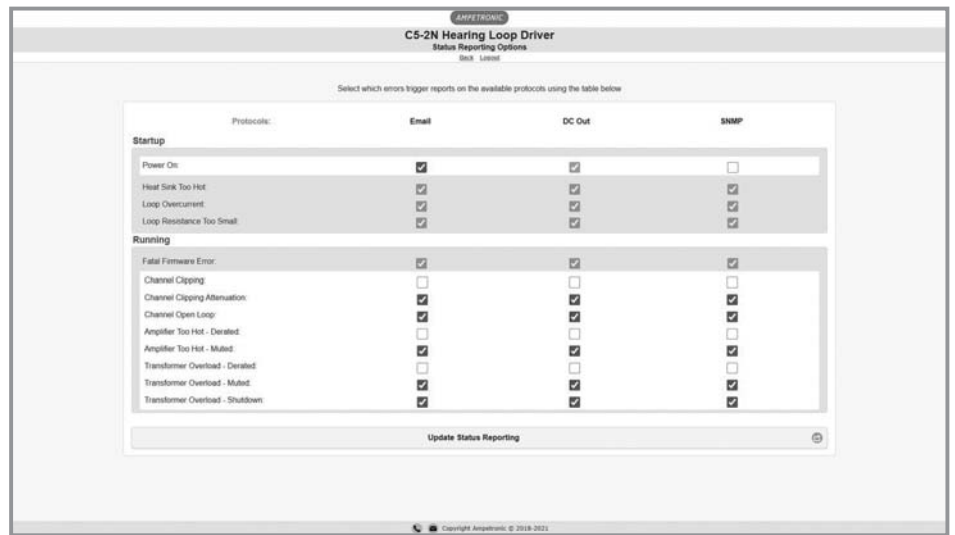 AMPETRONIC
C5-2N Hearing Loop Driver
Status Reporting Options
Back Logout
Select which errors trigger reports on the available protocols using the table below
Protocols: Email DC Out SNMP
Startup
Power On:
Heat Sink Too Hot:
Loop Overcurrent:
Loop Resistance Too Small:
Running
Fatal Firmware Error:
Channel Clipping:
Channel Clipping Attenuation:
Channel Open Loop:
Amplifier Too Hot - Derated:
Amplifier Too Hot - Muted:
Transformer Overload - Derated:
Transformer Overload - Muted:
Transformer Overload - Shutdown:
Update Status Reporting
Copyright Ampetronic © 2018-2021